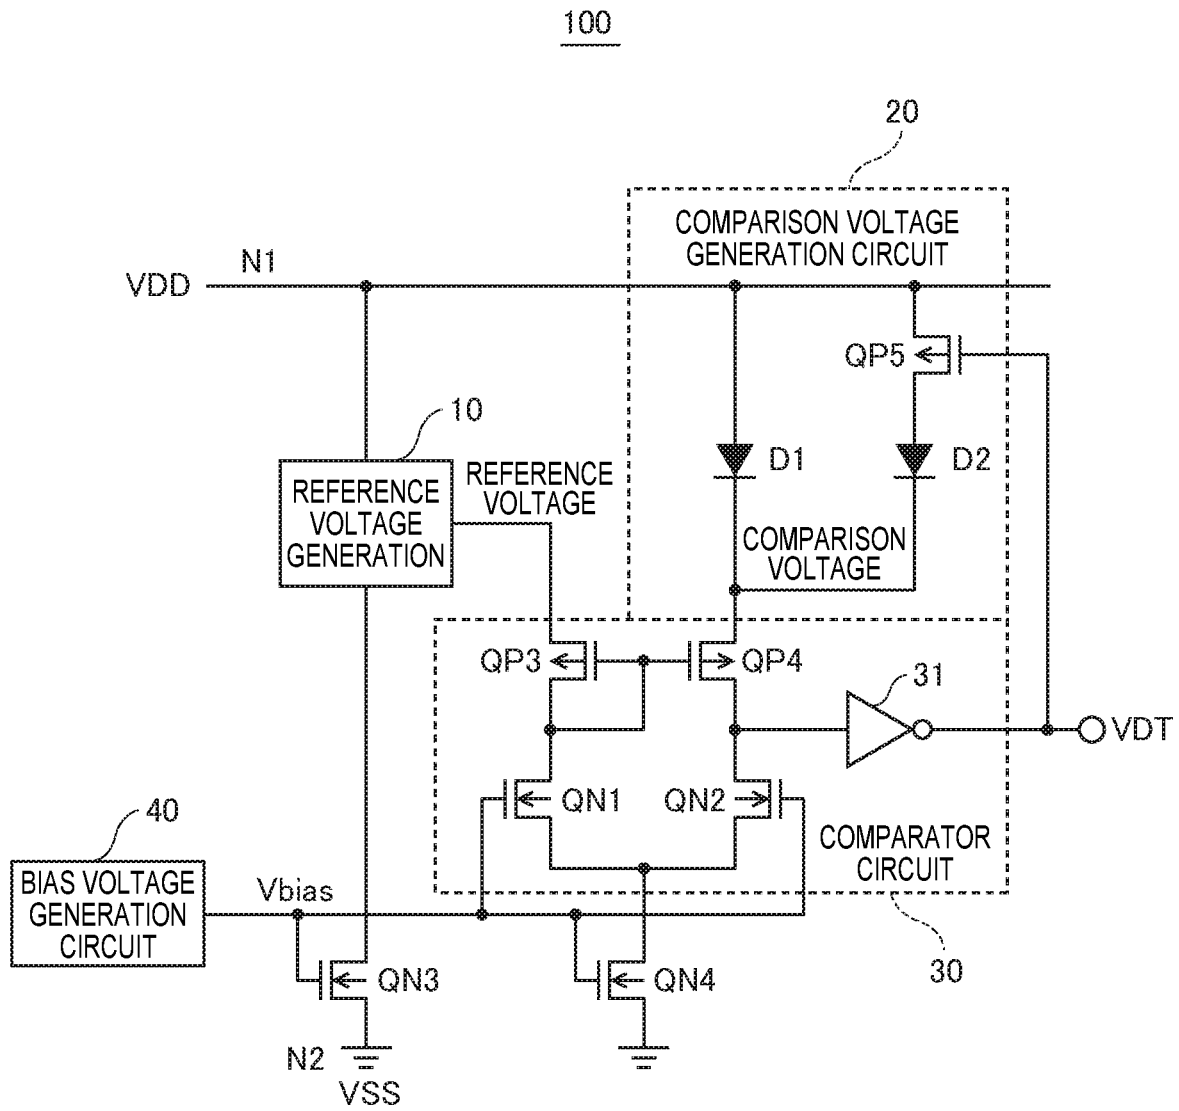 100
20
COMPARISON VOLTAGE
GENERATION CIRCUIT
N1
VDD
QP5
10
D1
D2
REFERENCE
VOLTAGE
REFERENCE
VOLTAGE
GENERATION
COMPARISON
VOLTAGE
QP3
QP4
31
VDT
QN1
QN2
40
COMPARATOR
CIRCUIT
BIAS VOLTAGE
GENERATION
CIRCUIT
Vbias
QN3
QN4
30
N2
VSS